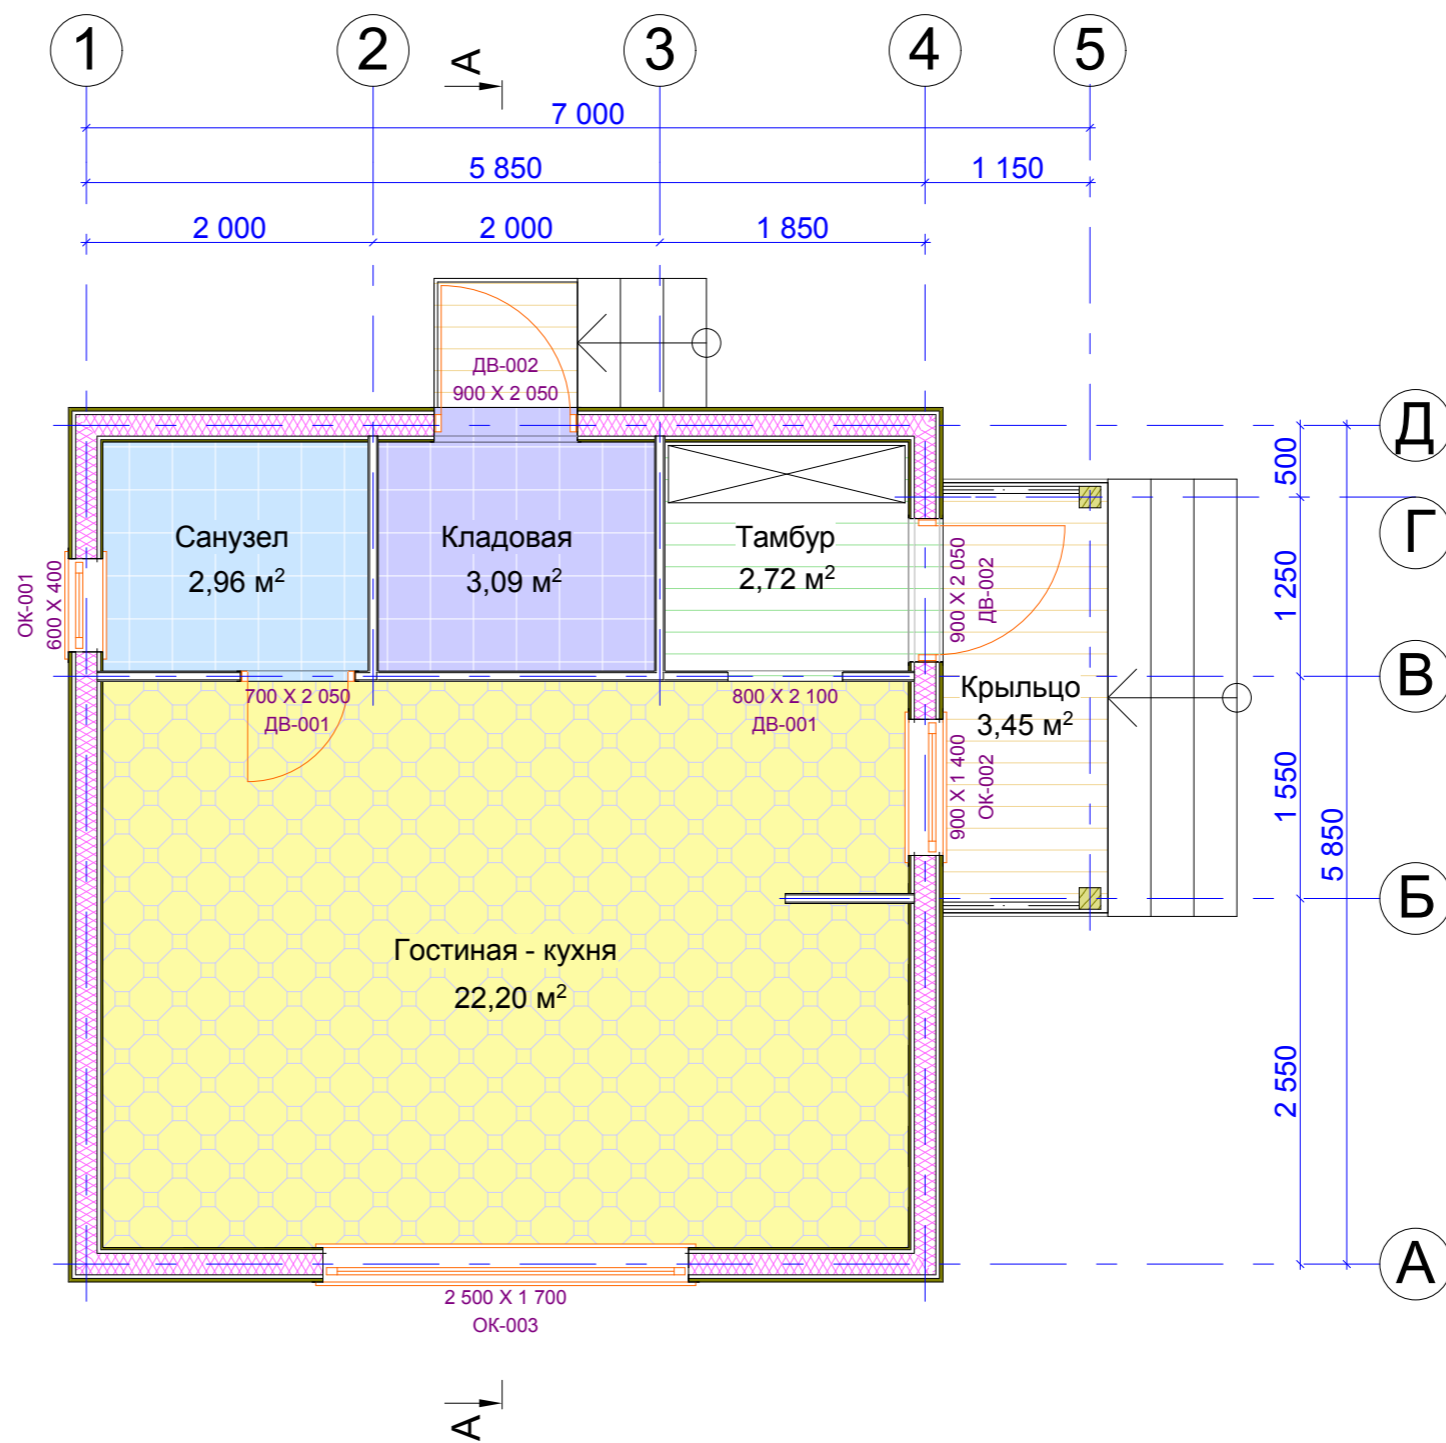 1 2 3 4 5
А
7 000
5 850 1 150
2 000 2 000 1 850
ДВ-002
900 X 2 050
Д
500
Г
1 250
В
1 550
5 850
Б
2 550
А
Санузел
2,96 м²
Кладовая
3,09 м²
Тамбур
2,72 м²
900 X 2 050
ДВ-002
ОК-001
600 X 400
Крыльцо
3,45 м²
700 X 2 050
ДВ-001
800 X 2 100
ДВ-001
900 X 1 400
ОК-002
Гостиная - кухня
22,20 м²
2 500 X 1 700
ОК-003
А